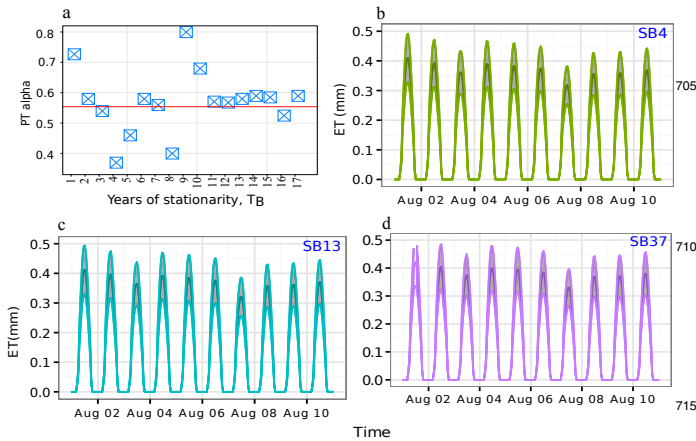 a
0.8
0.7
0.6
0.5
0.4
PT alpha
1
2
3
4
5
6
7
8
9
10
11
12
13
14
15
16
17
Years of stationarity, TB
b
SB4
0.5
0.4
0.3
0.2
0.1
0.0
ET (mm)
Aug 02 Aug 04 Aug 06 Aug 08 Aug 10
705
c
SB13
0.5
0.4
0.3
0.2
0.1
0.0
ET(mm)
Aug 02 Aug 04 Aug 06 Aug 08 Aug 10
d
SB37
0.5
0.4
0.3
0.2
0.1
0.0
Aug 02 Aug 04 Aug 06 Aug 08 Aug 10
710
715
Time